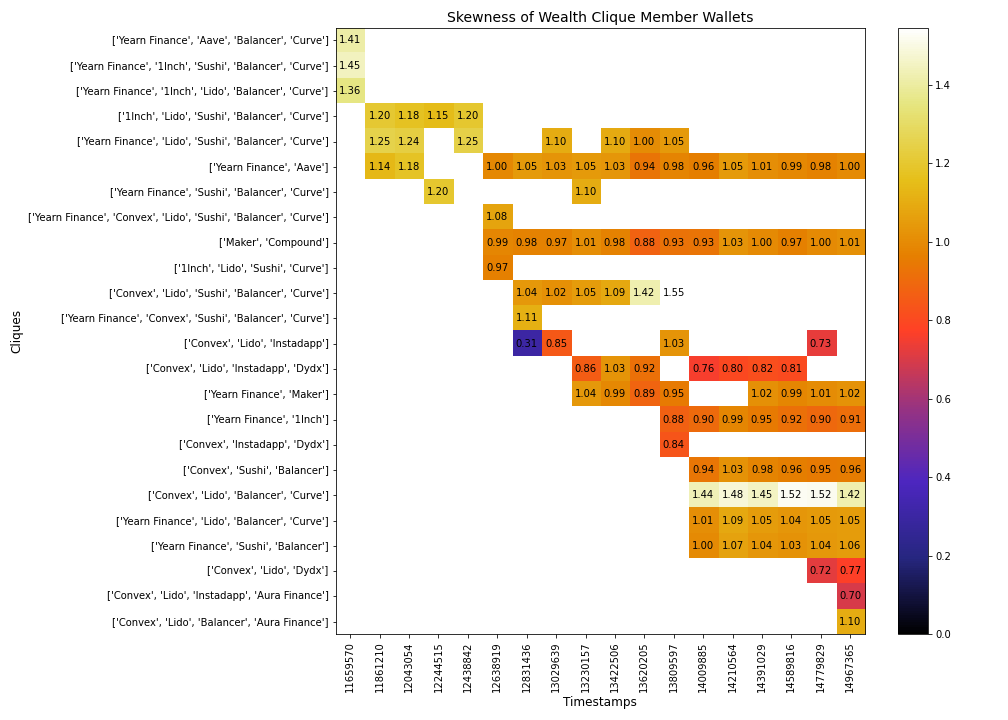 Skewness of Wealth Clique Member Wallets
Cliques
['Yearn Finance', 'Aave', 'Balancer', 'Curve'] 1.41
['Yearn Finance', '1Inch', 'Sushi', 'Balancer', 'Curve'] 1.45
['Yearn Finance', '1Inch', 'Lido', 'Balancer', 'Curve'] 1.36
['1Inch', 'Lido', 'Sushi', 'Balancer', 'Curve'] 1.20 1.18 1.15 1.20
['Yearn Finance', 'Lido', 'Sushi', 'Balancer', 'Curve'] 1.25 1.24 1.25 1.10 1.10 1.00 1.05
['Yearn Finance', 'Aave'] 1.14 1.18 1.00 1.05 1.03 1.05 1.03 0.94 0.98 0.96 1.05 1.01 0.99 0.98 1.00
['Yearn Finance', 'Sushi', 'Balancer', 'Curve'] 1.20 1.10
['Yearn Finance', 'Convex', 'Lido', 'Sushi', 'Balancer', 'Curve'] 1.08
['Maker', 'Compound'] 0.99 0.98 0.97 1.01 0.98 0.88 0.93 0.93 1.03 1.00 0.97 1.00 1.01
['1Inch', 'Lido', 'Sushi', 'Curve'] 0.97
['Convex', 'Lido', 'Sushi', 'Balancer', 'Curve'] 1.04 1.02 1.05 1.09 1.42 1.55
['Yearn Finance', 'Convex', 'Sushi', 'Balancer', 'Curve'] 1.11
['Convex', 'Lido', 'Instadapp'] 0.31 0.85 1.03 0.73
['Convex', 'Lido', 'Instadapp', 'Dydx'] 0.86 1.03 0.92 0.76 0.80 0.82 0.81
['Yearn Finance', 'Maker'] 1.04 0.99 0.89 0.95 1.02 0.99 1.01 1.02
['Yearn Finance', '1Inch'] 0.88 0.90 0.99 0.95 0.92 0.90 0.91
['Convex', 'Instadapp', 'Dydx'] 0.84
['Convex', 'Sushi', 'Balancer'] 0.94 1.03 0.98 0.96 0.95 0.96
['Convex', 'Lido', 'Balancer', 'Curve'] 1.44 1.48 1.45 1.52 1.52 1.42
['Yearn Finance', 'Lido', 'Balancer', 'Curve'] 1.01 1.09 1.05 1.04 1.05 1.05
['Yearn Finance', 'Sushi', 'Balancer'] 1.00 1.07 1.04 1.03 1.04 1.06
['Convex', 'Lido', 'Dydx'] 0.72 0.77
['Convex', 'Lido', 'Instadapp', 'Aura Finance'] 0.70
['Convex', 'Lido', 'Balancer', 'Aura Finance'] 1.10
11659570 11861210 12043054 12244515 12438842 12638919 12831436 13029639 13230157 13422506 13620205 13809597 14009885 14210564 14391029 14589816 14779829 14967365
Timestamps
1.4
1.2
1.0
0.8
0.6
0.4
0.2
0.0